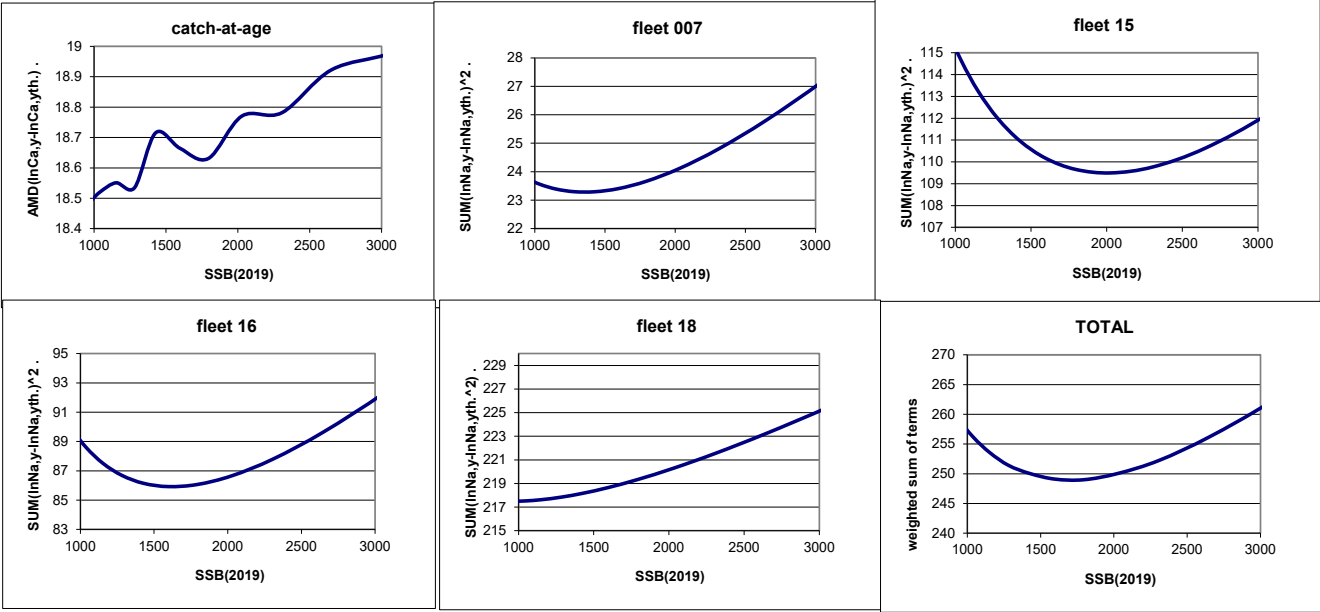 catch-at-age
AMD(lnCa,y-lnCa,yth.) .
19
18.9
18.8
18.7
18.6
18.5
18.4
1000 1500 2000 2500 3000
SSB(2019)
fleet 007
SUM(lnNa,y-lnNa,yth.)^2 .
28
27
26
25
24
23
22
1000 1500 2000 2500 3000
SSB(2019)
fleet 15
SUM(lnNa,y-lnNa,yth.)^2 .
115
114
113
112
111
110
109
108
107
1000 1500 2000 2500 3000
SSB(2019)
fleet 16
SUM(lnNa,y-lnNa,yth.)^2 .
95
93
91
89
87
85
83
1000 1500 2000 2500 3000
SSB(2019)
fleet 18
SUM((lnNa,y-lnNa,yth.^2) .
229
227
225
223
221
219
217
215
1000 1500 2000 2500 3000
SSB(2019)
TOTAL
weighted sum of terms
270
265
260
255
250
245
240
1000 1500 2000 2500 3000
SSB(2019)